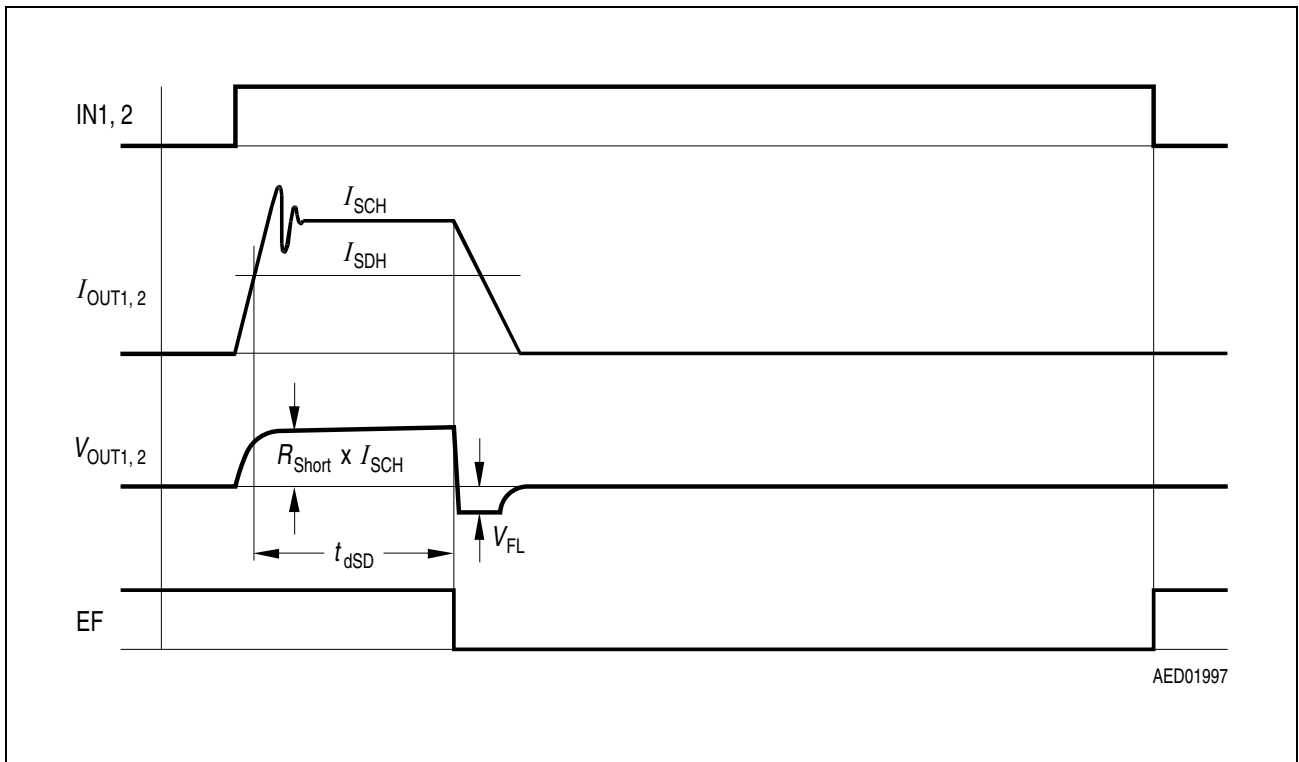 IN1, 2
I_SCH
I_SDH
I_OUT1, 2
V_OUT1, 2
R_Short x I_SCH
V_FL
t_dSD
EF
AED01997